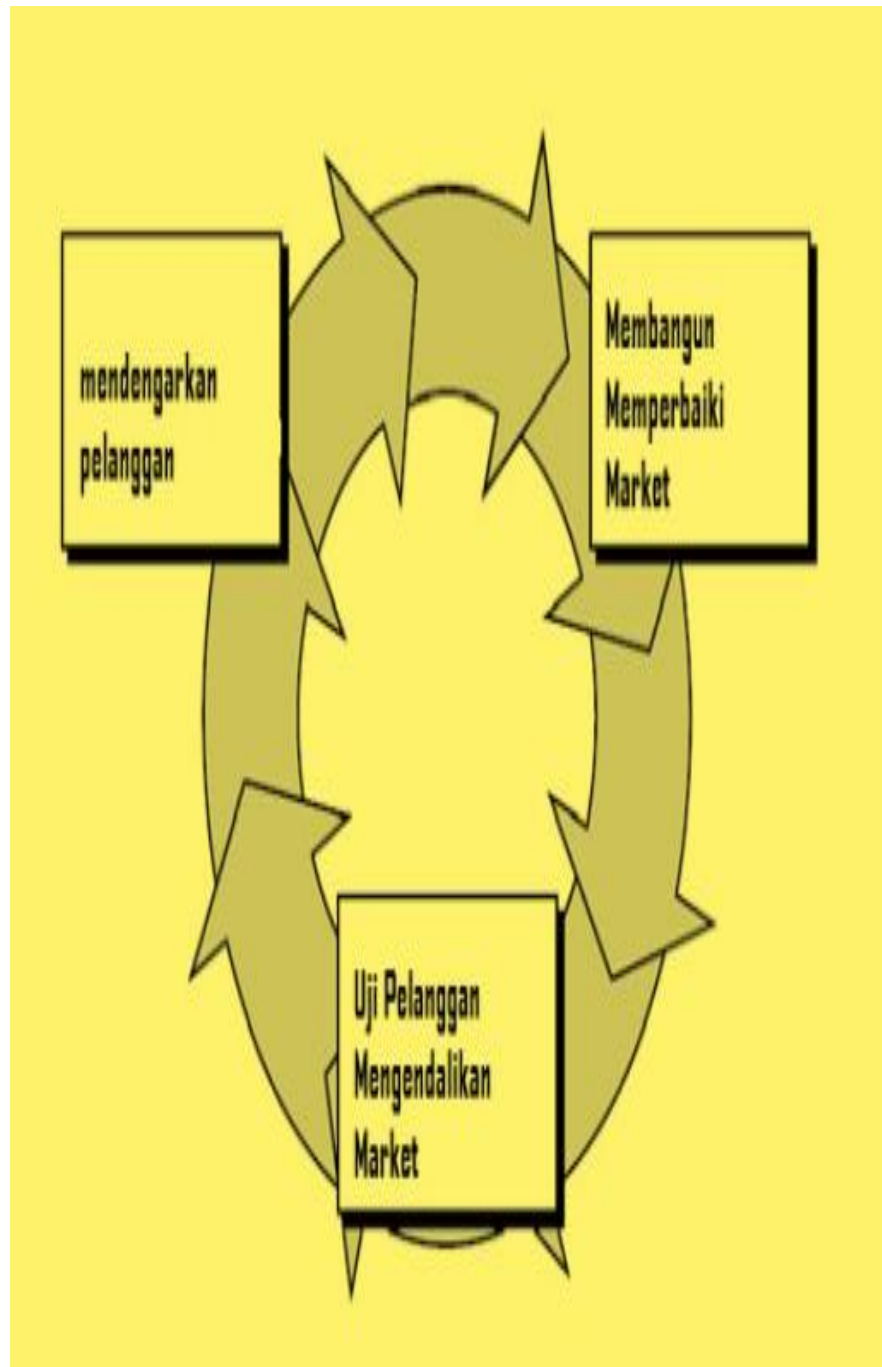 mendengarkan
pelanggan
Membangun
Memperbaiki
Market
Uji Pelanggan
Mengendalikan
Market